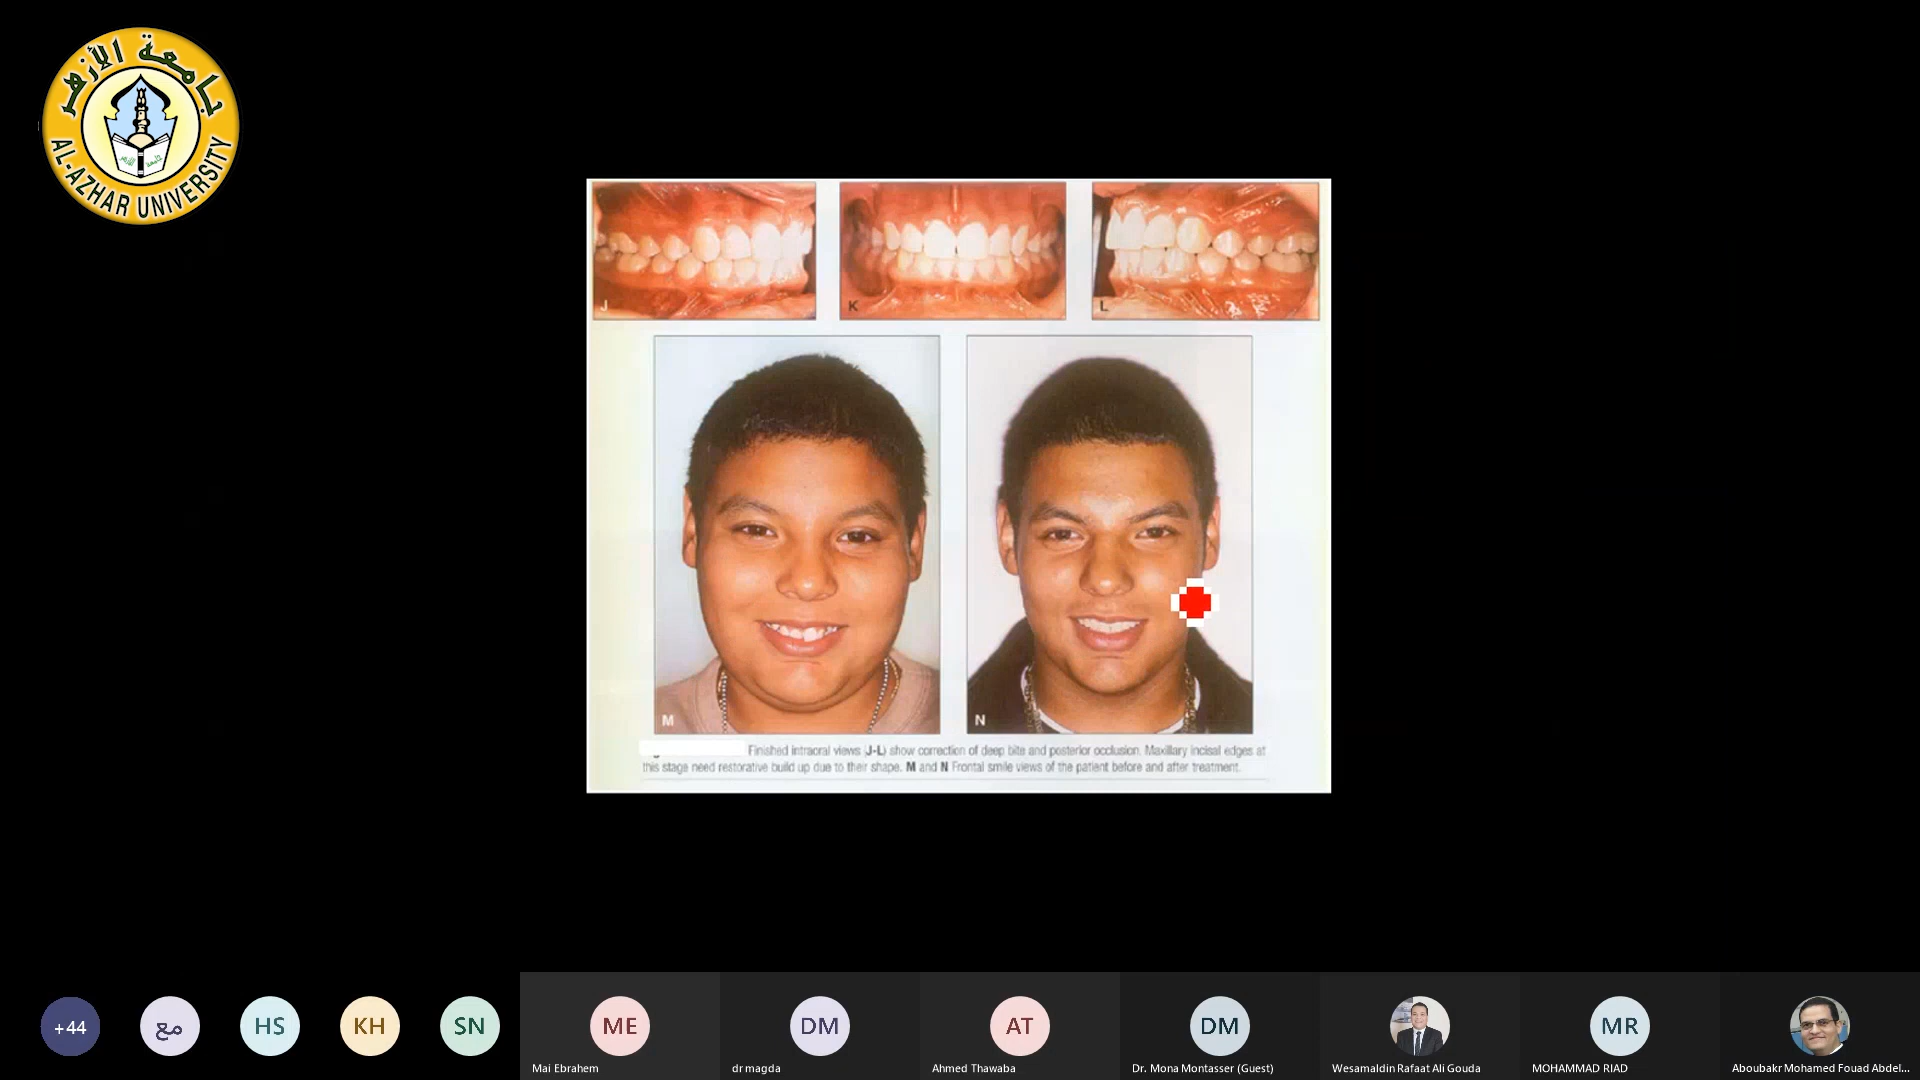 جامعة الأزهر
AL-AZHAR UNIVERSITY
J
K
L
M
N
Finished intraoral views (J-L) show correction of deep bite and posterior occlusion. Maxillary incisal edges at
this stage need restorative build up due to their shape. M and N Frontal smile views of the patient before and after treatment.
+44
مع
HS
KH
SN
ME
DM
AT
DM
MR
Mai Ebrahem
dr magda
Ahmed Thawaba
Dr. Mona Montasser (Guest)
Wesamaldin Rafaat Ali Gouda
MOHAMMAD RIAD
Aboubakr Mohamed Fouad Abdel...